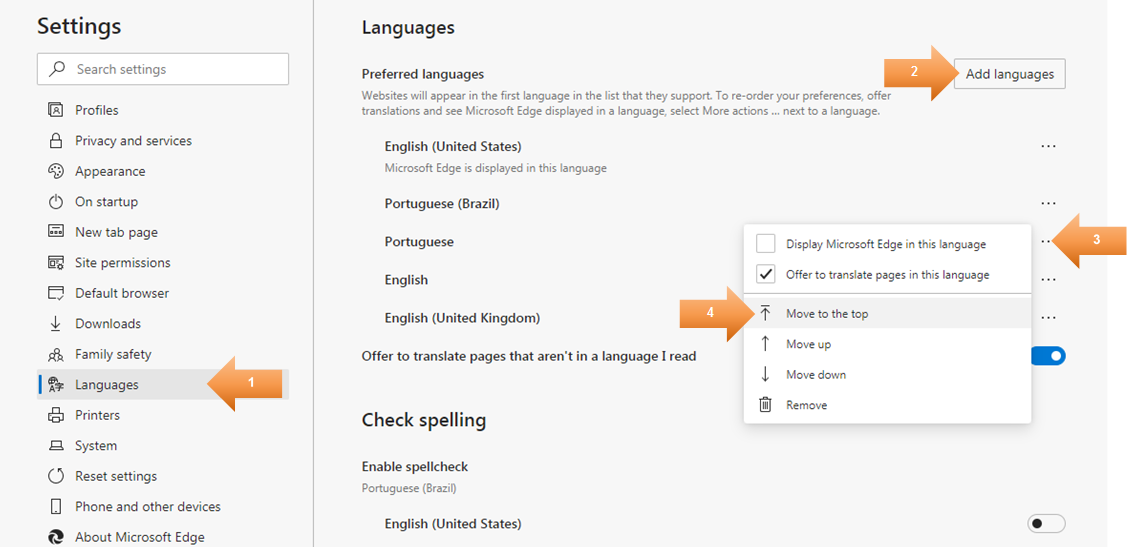 Settings
Search settings
Profiles
Privacy and services
Appearance
On startup
New tab page
Site permissions
Default browser
Downloads
Family safety
Languages
1
Printers
System
Reset settings
Phone and other devices
About Microsoft Edge
Languages
Preferred languages
2
Add languages
Websites will appear in the first language in the list that they support. To re-order your preferences, offer
translations and see Microsoft Edge displayed in a language, select More actions ... next to a language.
English (United States)
...
Microsoft Edge is displayed in this language
Portuguese (Brazil)
...
Portuguese
3
English
...
English (United Kingdom)
...
Display Microsoft Edge in this language
Offer to translate pages in this language
4
Move to the top
Move up
Move down
Remove
Offer to translate pages that aren't in a language I read
Check spelling
Enable spellcheck
Portuguese (Brazil)
English (United States)